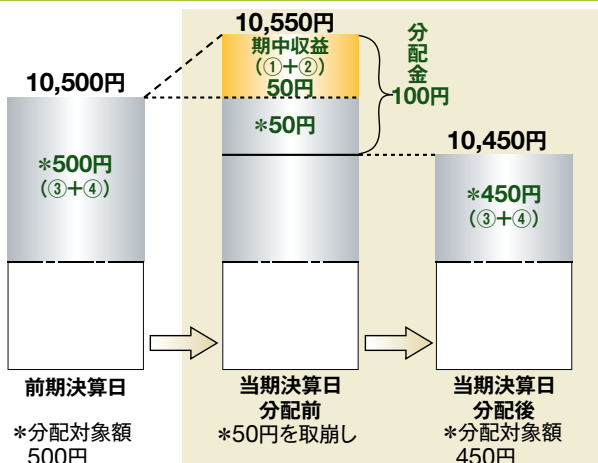 10,500円
*500円
(③+④)
前期決算日
*分配対象額
500円
10,550円
期中収益
(①+②)
50円
*50円
分配金
100円
当期決算日
分配前
*50円を取崩し
10,450円
*450円
(③+④)
当期決算日
分配後
*分配対象額
450円